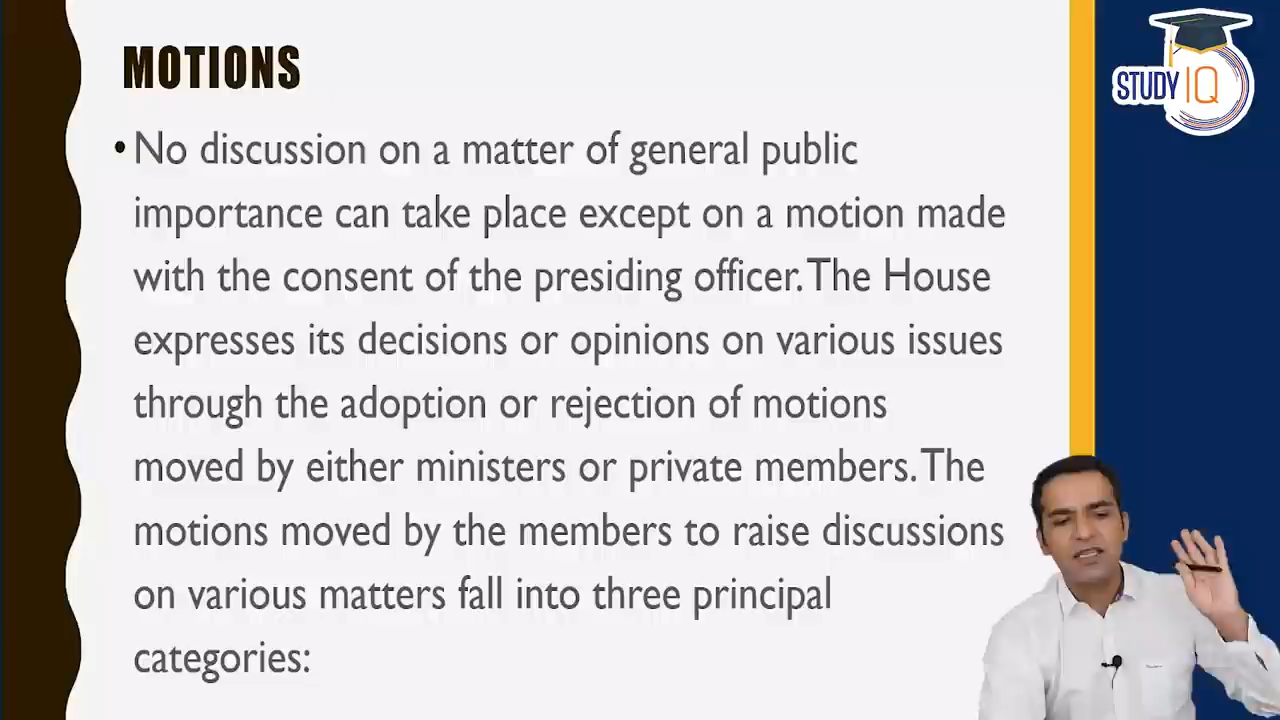 MOTIONS
• No discussion on a matter of general public
importance can take place except on a motion made
with the consent of the presiding officer. The House
expresses its decisions or opinions on various issues
through the adoption or rejection of motions
moved by either ministers or private members. The
motions moved by the members to raise discussions
on various matters fall into three principal
categories:
STUDY IQ